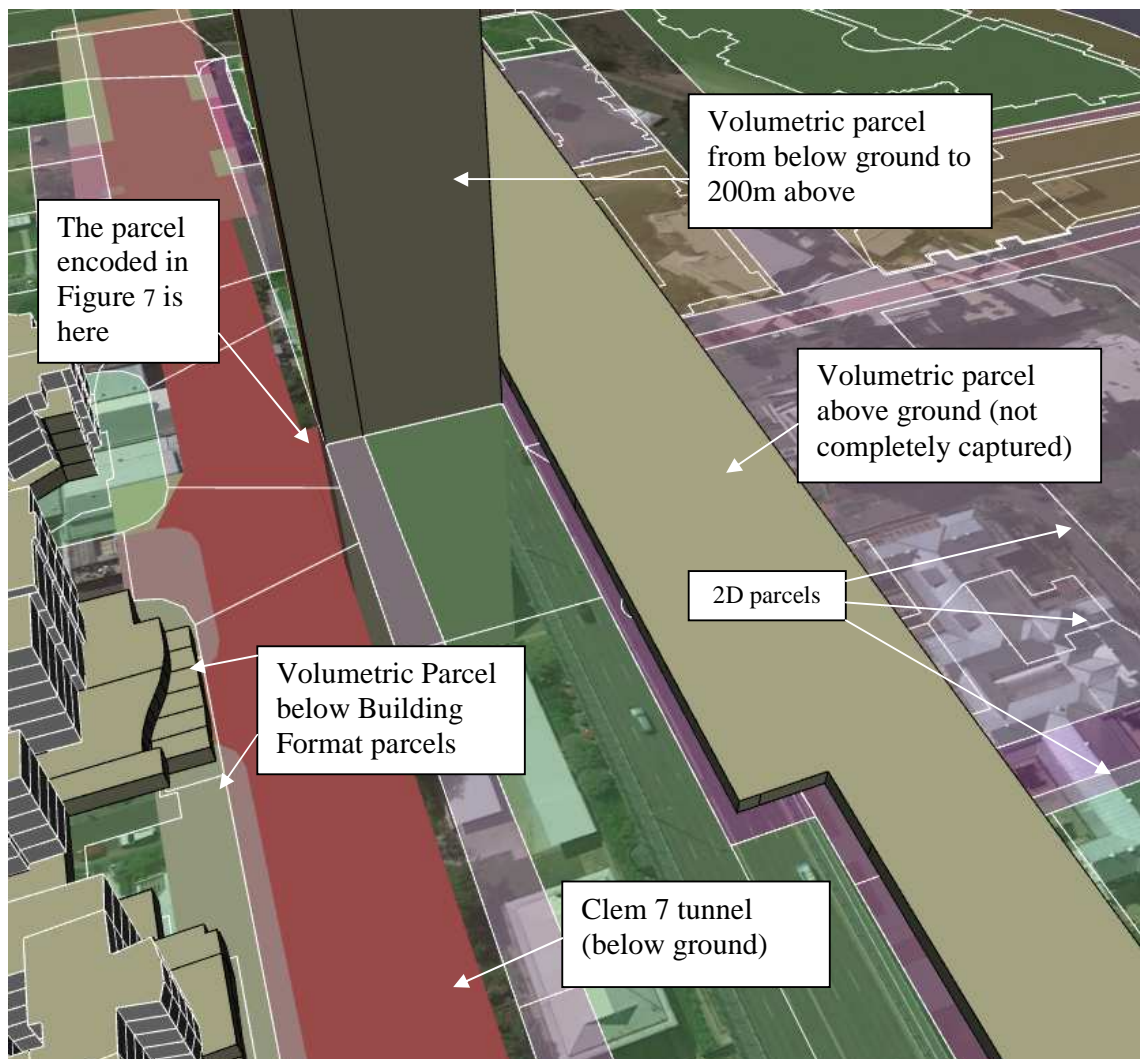 Volumetric parcel
from below ground to
200m above
The parcel
encoded in
Figure 7 is
here
Volumetric parcel
above ground (not
completely captured)
2D parcels
Volumetric Parcel
below Building
Format parcels
Clem 7 tunnel
(below ground)